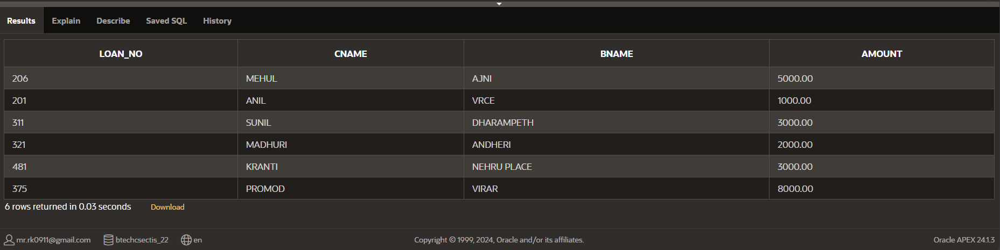 Results Explain Describe Saved SQL History
LOAN_NO CNAME BNAME AMOUNT
206 MEHUL AJNI 5000.00
201 ANIL VRCE 1000.00
311 SUNIL DHARAMPETH 3000.00
321 MADHURI ANDHERI 2000.00
481 KRANTI NEHRU PLACE 3000.00
375 PROMOD VIRAR 8000.00
6 rows returned in 0.03 seconds Download
mr.rk0911@gmail.com btechcsectis_22 en Copyright © 1999, 2024, Oracle and/or its affiliates. Oracle APEX 24.1.3